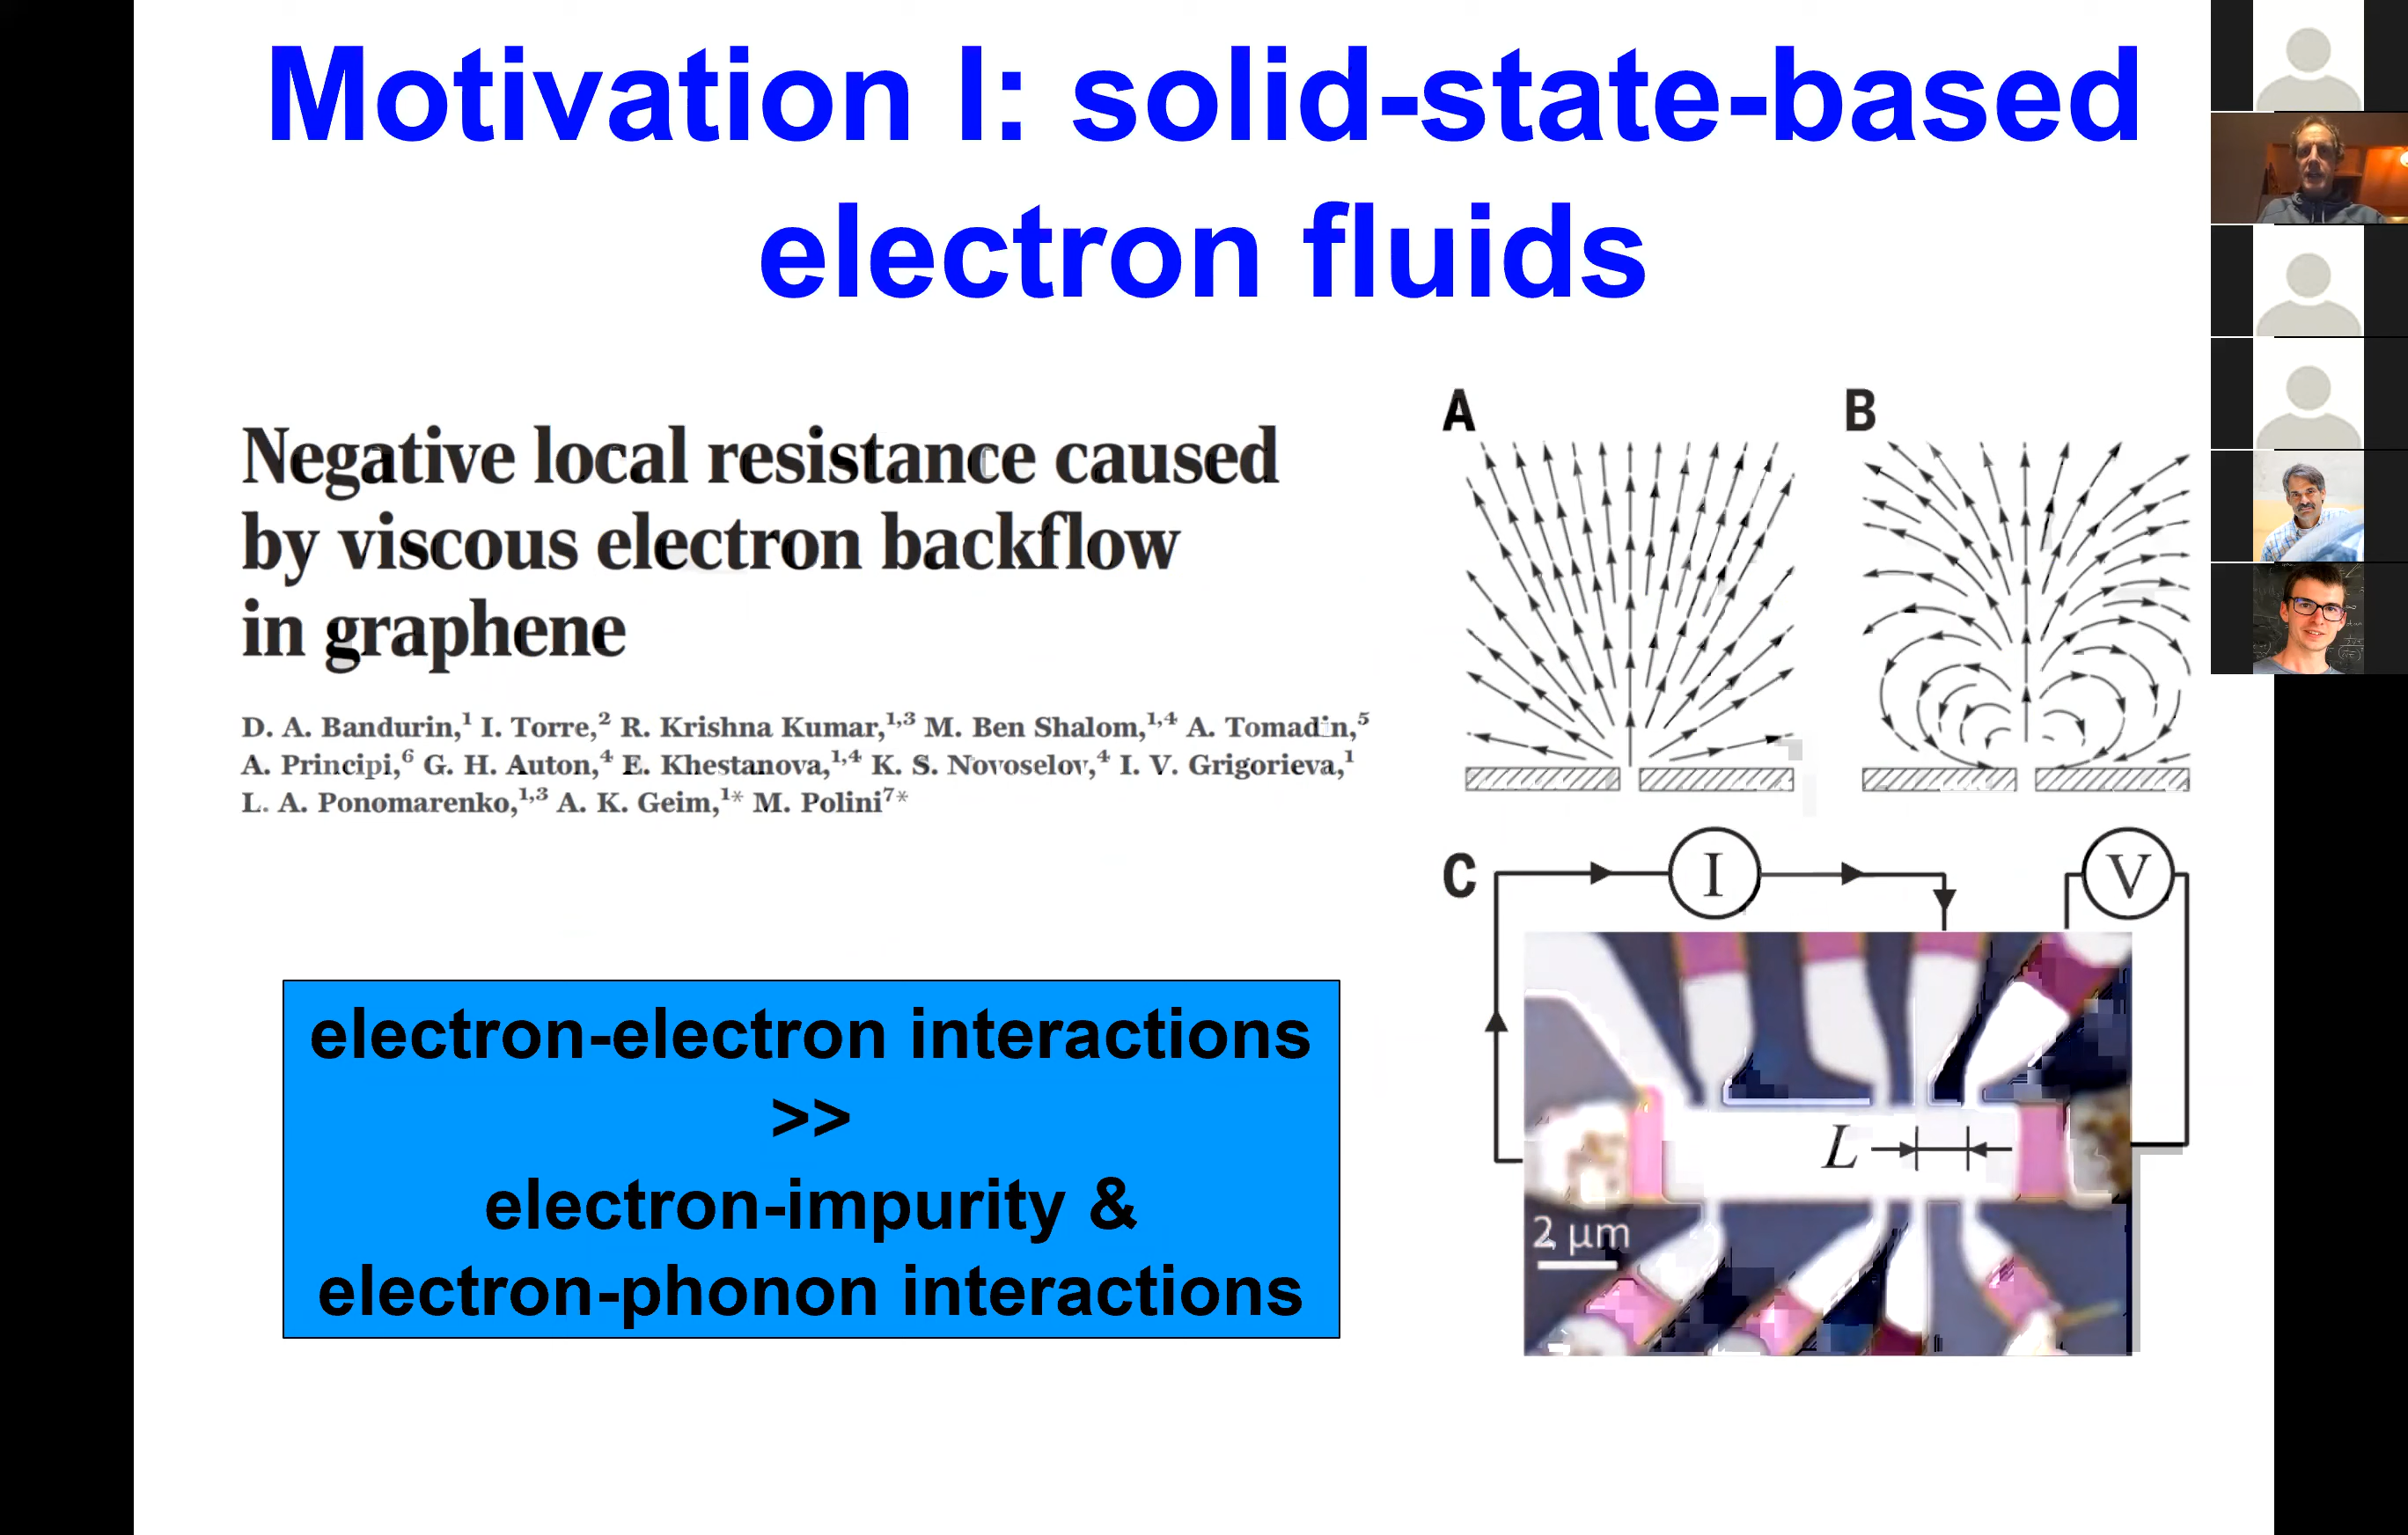 Motivation I: solid-state-based
electron fluids
Negative local resistance caused
by viscous electron backflow
in graphene
D. A. Bandurin,¹ I. Torre,² R. Krishna Kumar,¹,³ M. Ben Shalom,¹,⁴ A. Tomadin,⁵
A. Principi,⁶ G. H. Auton,⁴ E. Khestanova,¹,⁴ K. S. Novoselov,⁴ I. V. Grigorieva,¹
L. A. Ponomarenko,¹,³ A. K. Geim,¹* M. Polini⁷*
electron-electron interactions
>>
electron-impurity &
electron-phonon interactions
A
B
C
I
V
L
2 μm